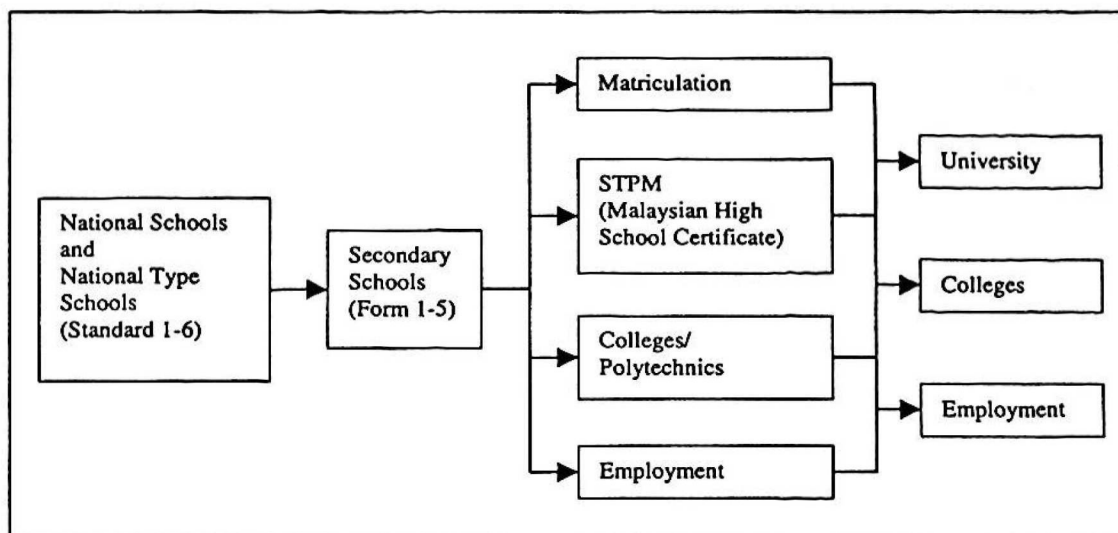 National Schools
and
National Type
Schools
(Standard 1-6)
Secondary
Schools
(Form 1-5)
Matriculation
STPM
(Malaysian High
School Certificate)
Colleges/
Polytechnics
Employment
University
Colleges
Employment